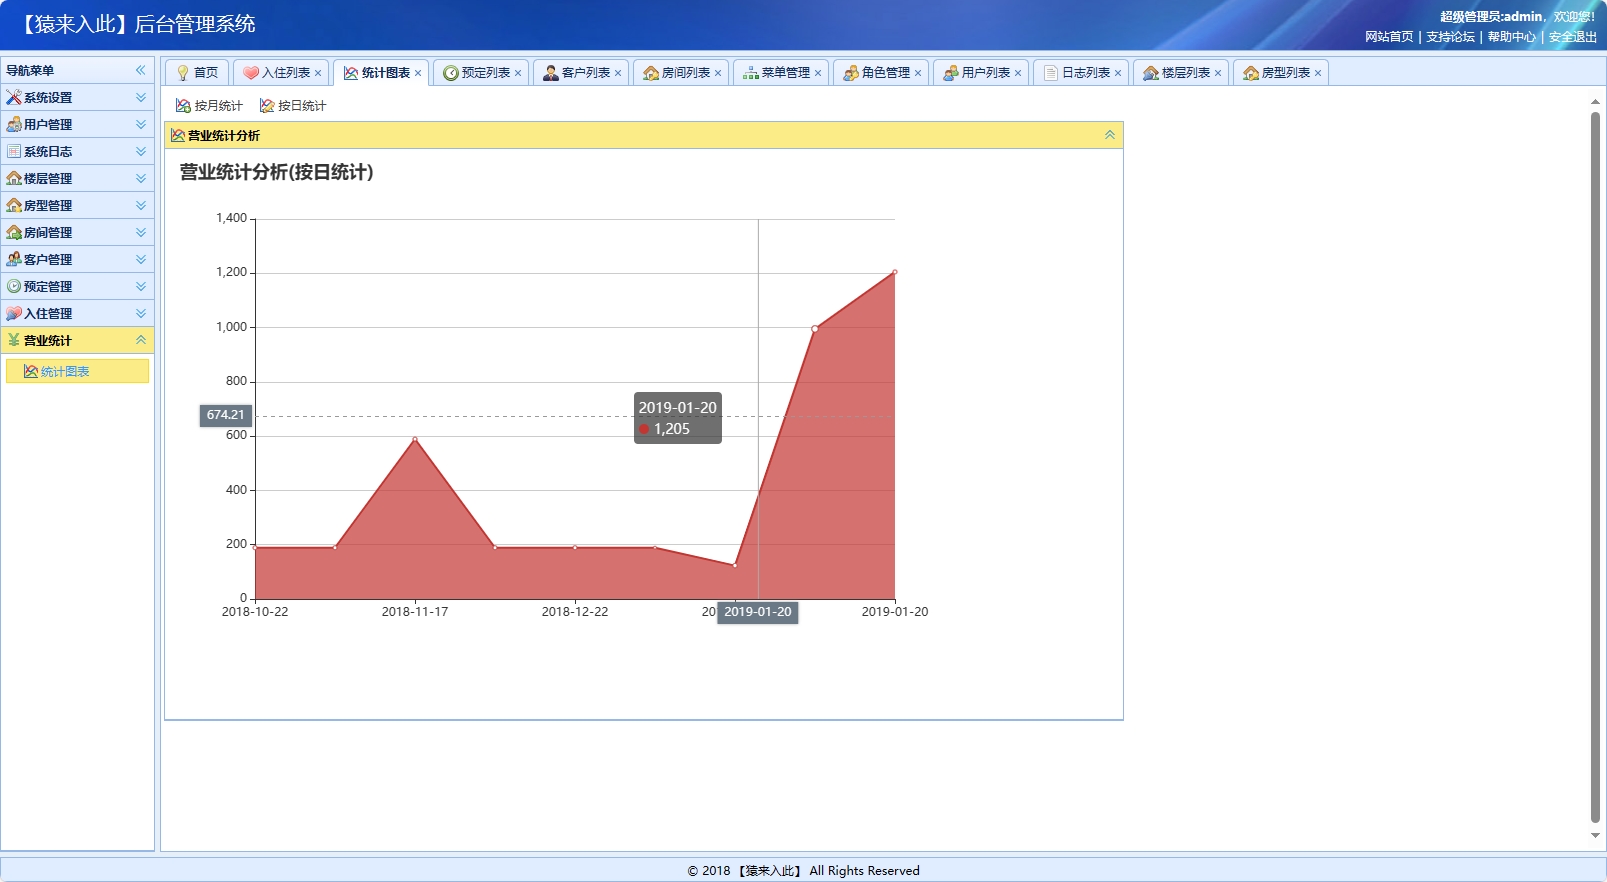 【猿来入此】后台管理系统
超级管理员:admin，欢迎您!
网站首页 | 支持论坛 | 帮助中心 | 安全退出
导航菜单
系统设置
用户管理
系统日志
楼层管理
房型管理
房间管理
客户管理
预定管理
入住管理
营业统计
统计图表
首页 入住列表 统计图表 预定列表 客户列表 房间列表 菜单管理 角色管理 用户列表 日志列表 楼层列表 房型列表
按月统计 按日统计
营业统计分析
营业统计分析(按日统计)
1,400
1,200
1,000
800
674.21
600
400
200
0
2019-01-20
1,205
2018-10-22 2018-11-17 2018-12-22 2019-01-20 2019-01-20
© 2018 【猿来入此】 All Rights Reserved